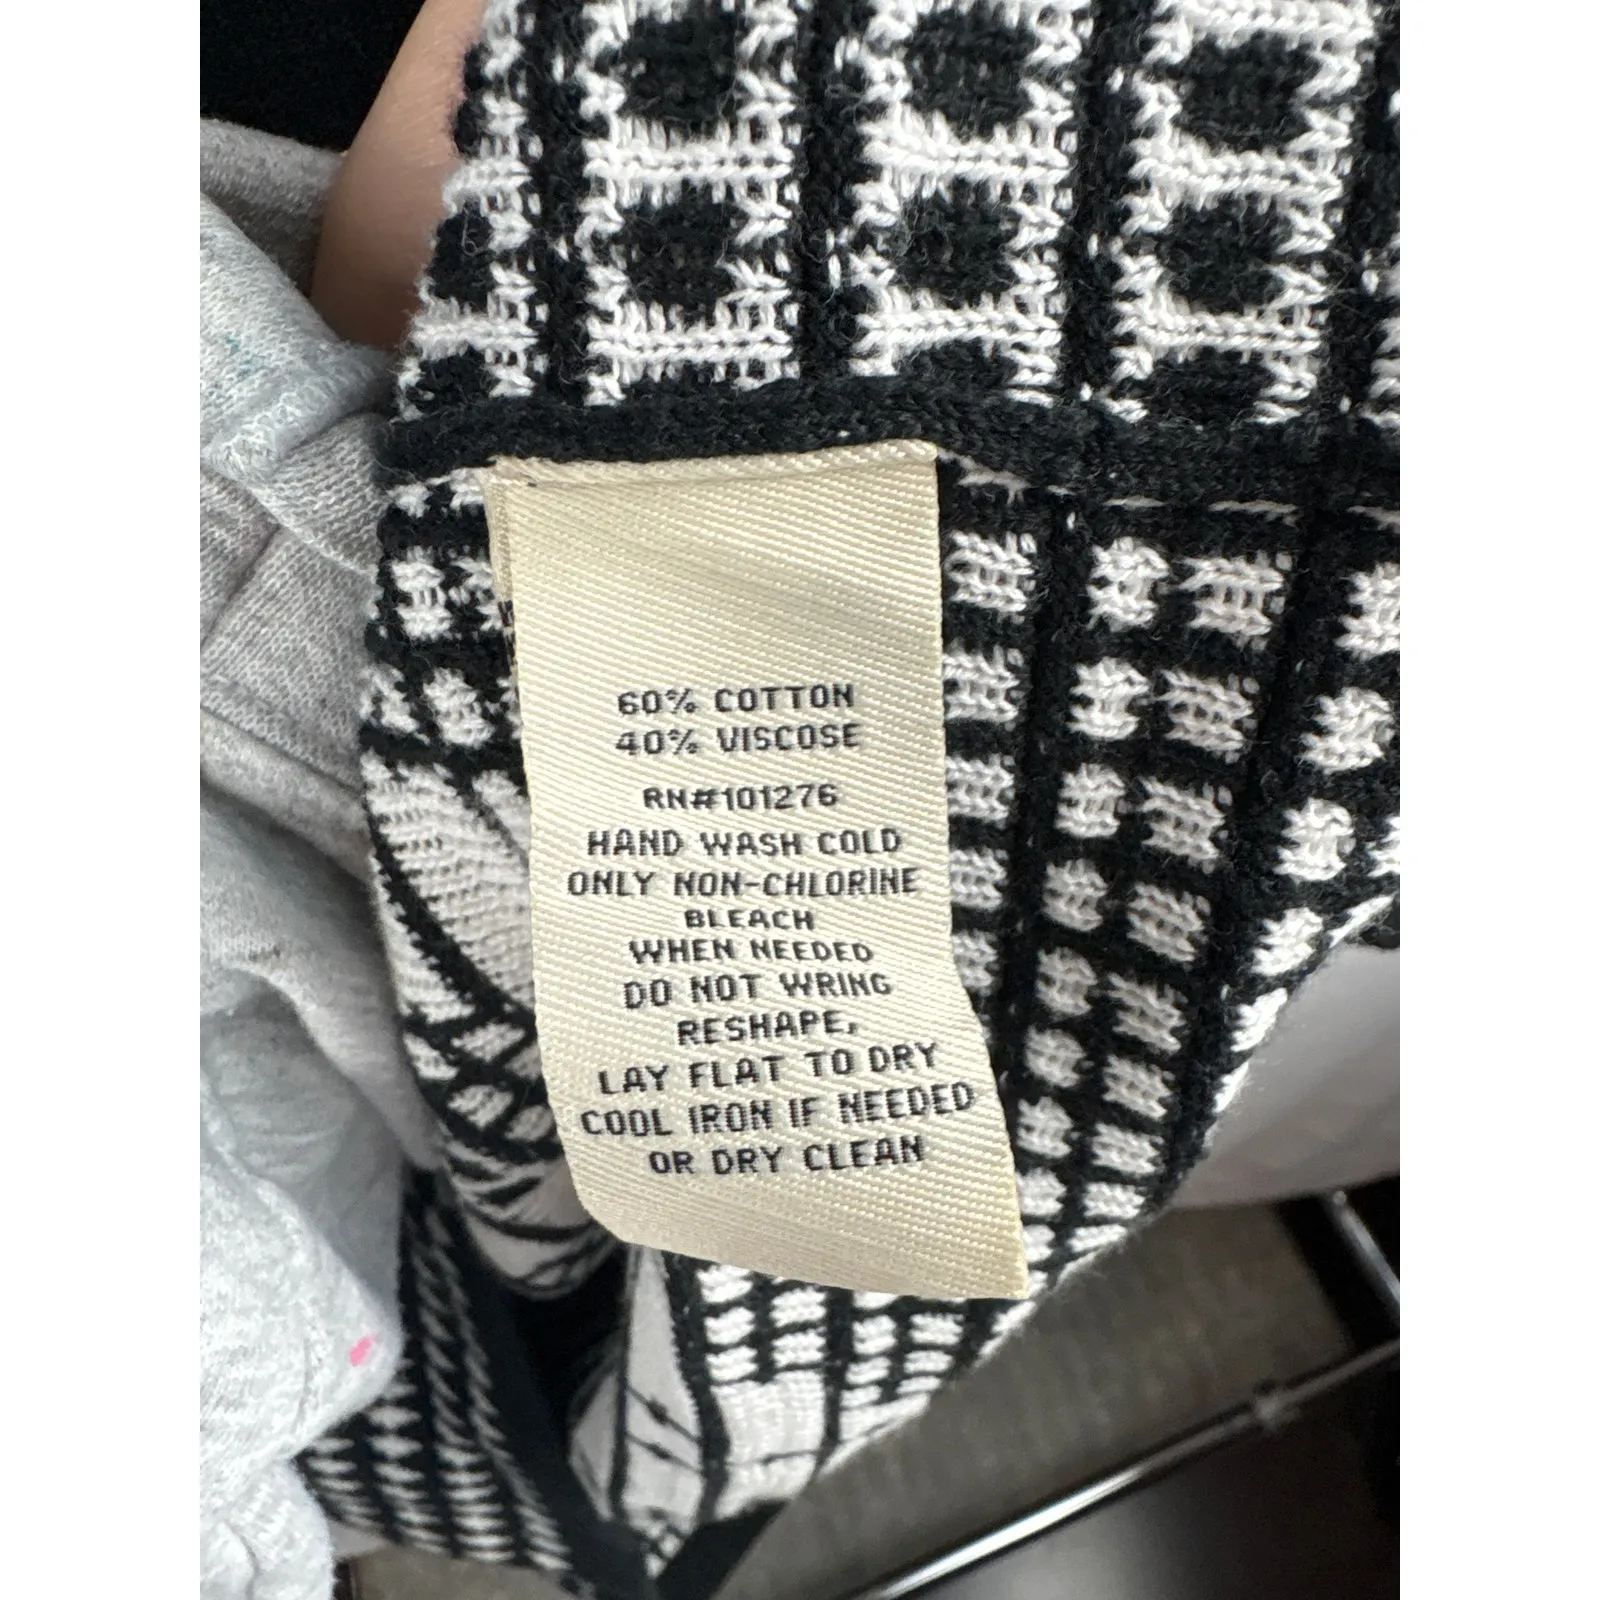 60% COTTON
40% VISCOSE
RN#101276
HAND WASH COLD
ONLY NON-CHLORINE
BLEACH
WHEN NEEDED
DO NOT WRING
RESHAPE,
LAY FLAT TO DRY
COOL IRON IF NEEDED
OR DRY CLEAN